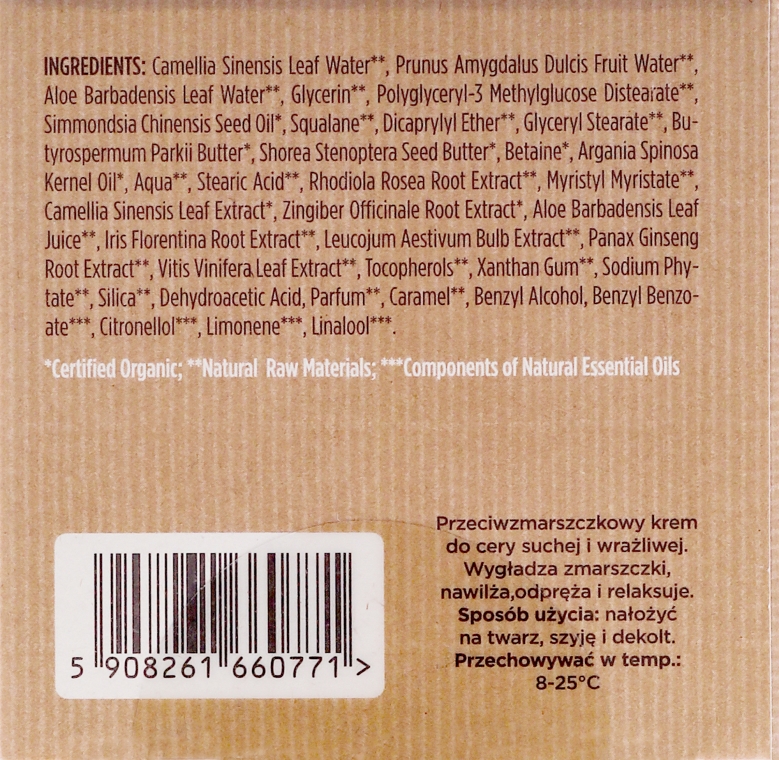 INGREDIENTS: Camellia Sinensis Leaf Water**, Prunus Amygdalus Dulcis Fruit Water**,
Aloe Barbadensis Leaf Water**, Glycerin**, Polyglyceryl-3 Methylglucose Distearate**,
Simmondsia Chinensis Seed Oil*, Squalane**, Dicaprylyl Ether**, Glyceryl Stearate**, Bu-
tyrospermum Parkii Butter*, Shorea Stenoptera Seed Butter*, Betaine*, Argania Spinosa
Kernel Oil*, Aqua**, Stearic Acid**, Rhodiola Rosea Root Extract**, Myristyl Myristate**,
Camellia Sinensis Leaf Extract*, Zingiber Officinale Root Extract*, Aloe Barbadensis Leaf
Juice**, Iris Florentina Root Extract**, Leucojum Aestivum Bulb Extract**, Panax Ginseng
Root Extract**, Vitis Vinifera Leaf Extract**, Tocopherols**, Xanthan Gum**, Sodium Phy-
tate**, Silica**, Dehydroacetic Acid, Parfum**, Caramel**, Benzyl Alcohol, Benzyl Benzo-
ate***, Citronellol***, Limonene***, Linalool***.
*Certified Organic; **Natural Raw Materials; ***Components of Natural Essential Oils
Przeciwzmarszczkowy krem
do cery suchej i wrażliwej.
Wygładza zmarszczki,
nawilża,odpręża i relaksuje.
Sposób użycia: nałożyć
na twarz, szyję i dekolt.
Przechowywać w temp.:
8-25°C
5 908261 660771 >